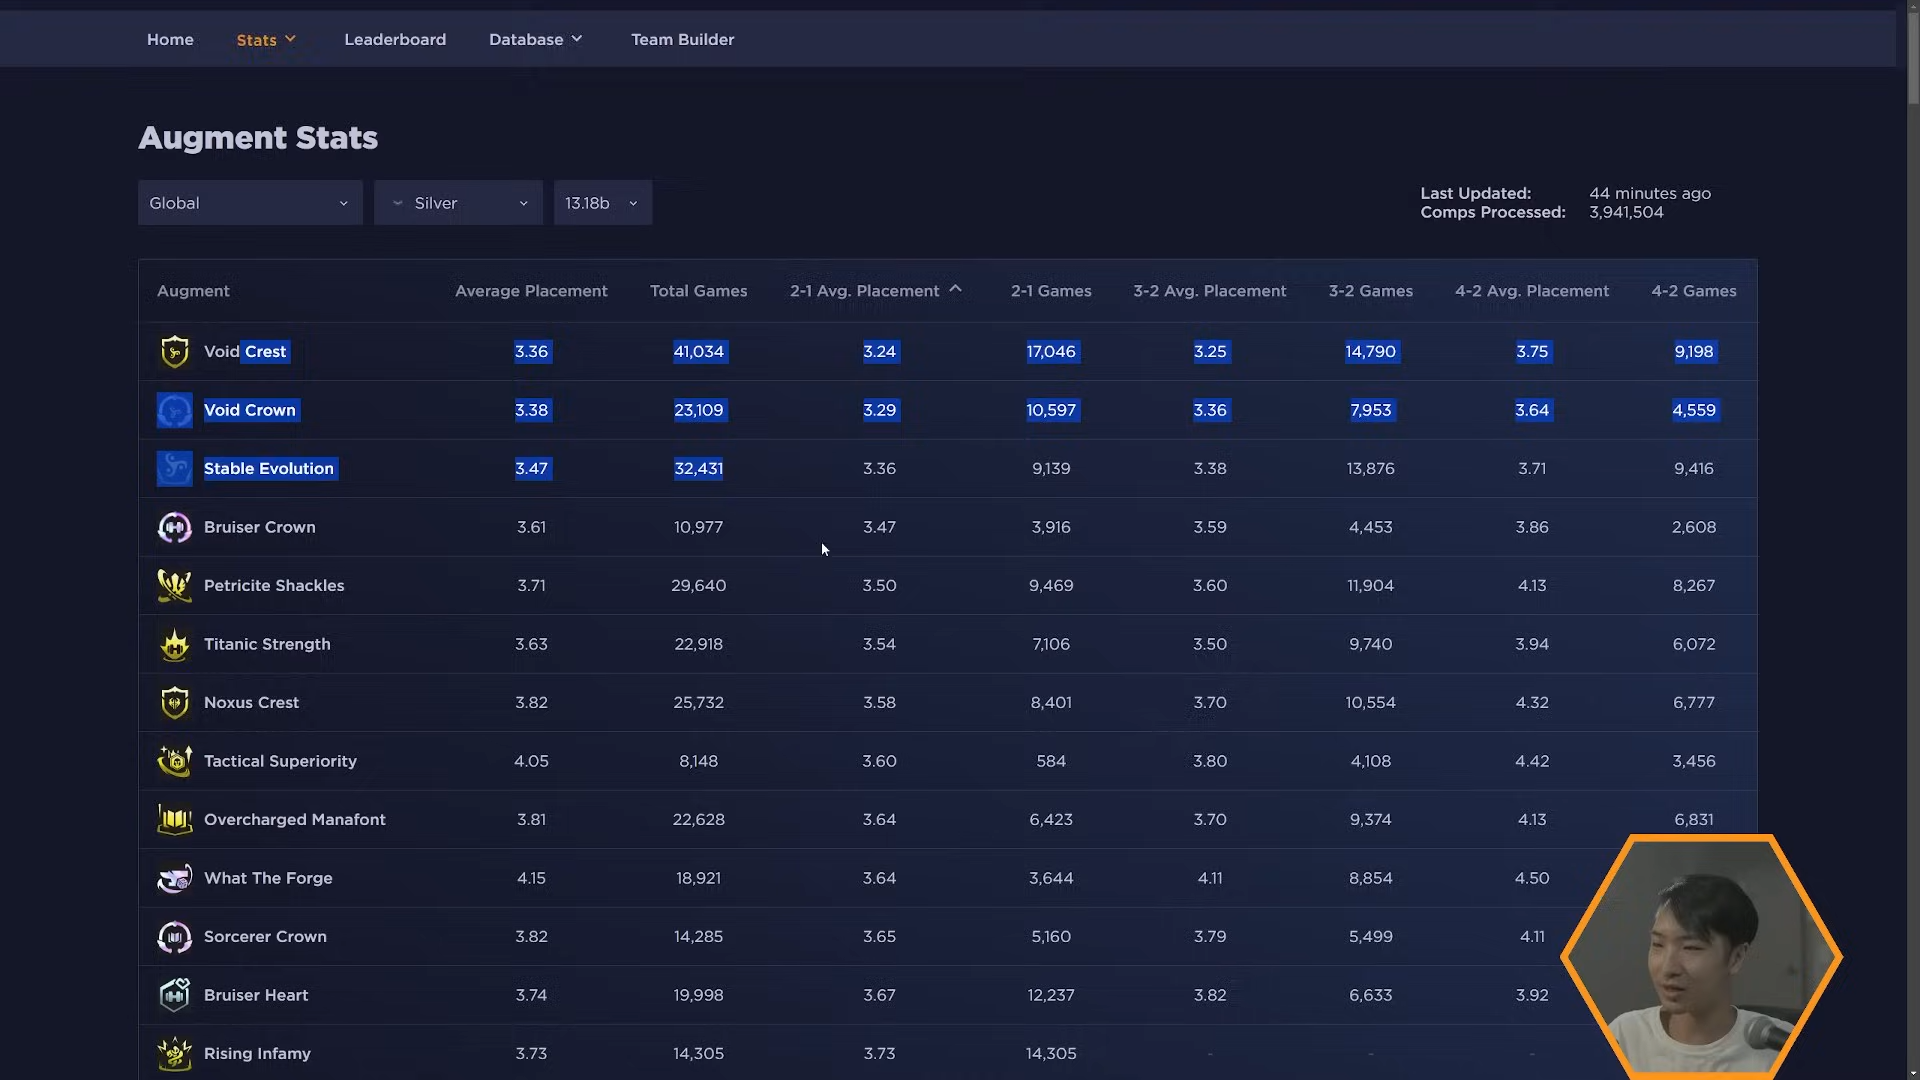 Home Stats Leaderboard Database Team Builder
Augment Stats
Global Silver 13.18b
Last Updated: 44 minutes ago
Comps Processed: 3,941,504
Augment Average Placement Total Games 2-1 Avg. Placement 2-1 Games 3-2 Avg. Placement 3-2 Games 4-2 Avg. Placement 4-2 Games
Void Crest 3.36 41,034 3.24 17,046 3.25 14,790 3.75 9,198
Void Crown 3.38 23,109 3.29 10,597 3.36 7,953 3.64 4,559
Stable Evolution 3.47 32,431 3.36 9,139 3.38 13,876 3.71 9,416
Bruiser Crown 3.61 10,977 3.47 3,916 3.59 4,453 3.86 2,608
Petricite Shackles 3.71 29,640 3.50 9,469 3.60 11,904 4.13 8,267
Titanic Strength 3.63 22,918 3.54 7,106 3.50 9,740 3.94 6,072
Noxus Crest 3.82 25,732 3.58 8,401 3.70 10,554 4.32 6,777
Tactical Superiority 4.05 8,148 3.60 584 3.80 4,108 4.42 3,456
Overcharged Manafont 3.81 22,628 3.64 6,423 3.70 9,374 4.13 6,831
What The Forge 4.15 18,921 3.64 3,644 4.11 8,854 4.50
Sorcerer Crown 3.82 14,285 3.65 5,160 3.79 5,499 4.11
Bruiser Heart 3.74 19,998 3.67 12,237 3.82 6,633 3.92
Rising Infamy 3.73 14,305 3.73 14,305 - - -